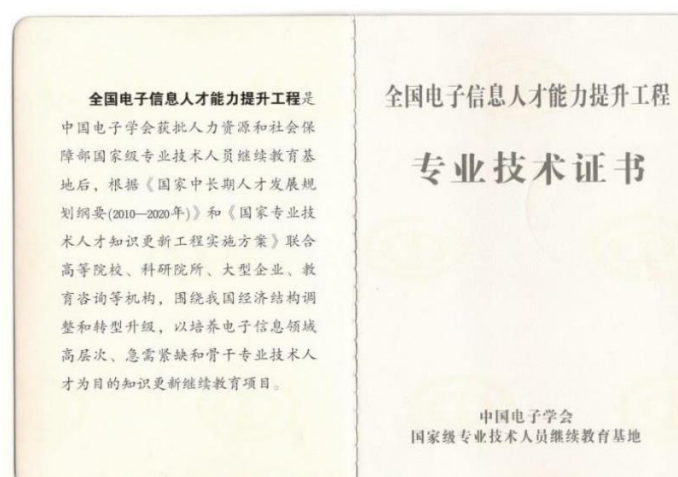 全国电子信息人才能力提升工程是
中国电子学会获批人力资源和社会保
障部国家级专业技术人员继续教育基
地后，根据《国家中长期人才发展规
划纲要(2010—2020年)》和《国家专业技
术人才知识更新工程实施方案》联合
高等院校、科研院所、大型企业、教
育咨询等机构，围绕我国经济结构调
整和转型升级，以培养电子信息领域
高层次、急需紧缺和骨干专业技术人
才为目的知识更新继续教育项目。
全国电子信息人才能力提升工程
专业技术证书
中国电子学会
国家级专业技术人员继续教育基地